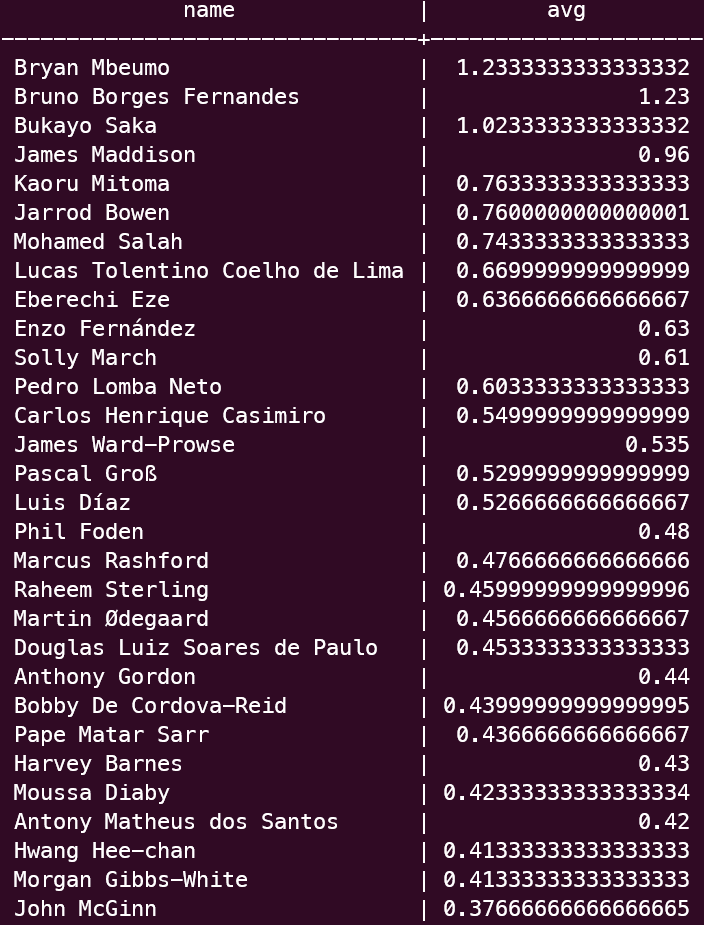 name | avg
--------------------------------+---------------------
Bryan Mbeumo | 1.2333333333333332
Bruno Borges Fernandes | 1.23
Bukayo Saka | 1.0233333333333332
James Maddison | 0.96
Kaoru Mitoma | 0.7633333333333333
Jarrod Bowen | 0.7600000000000001
Mohamed Salah | 0.7433333333333333
Lucas Tolentino Coelho de Lima | 0.6699999999999999
Eberechi Eze | 0.6366666666666667
Enzo Fernández | 0.63
Solly March | 0.61
Pedro Lomba Neto | 0.6033333333333333
Carlos Henrique Casimiro | 0.5499999999999999
James Ward-Prowse | 0.535
Pascal Groß | 0.5299999999999999
Luis Díaz | 0.5266666666666667
Phil Foden | 0.48
Marcus Rashford | 0.4766666666666666
Raheem Sterling | 0.45999999999999996
Martin Ødegaard | 0.4566666666666667
Douglas Luiz Soares de Paulo | 0.4533333333333333
Anthony Gordon | 0.44
Bobby De Cordova-Reid | 0.43999999999999995
Pape Matar Sarr | 0.4366666666666667
Harvey Barnes | 0.43
Moussa Diaby | 0.42333333333333334
Antony Matheus dos Santos | 0.42
Hwang Hee-chan | 0.41333333333333333
Morgan Gibbs-White | 0.41333333333333333
John McGinn | 0.37666666666666665